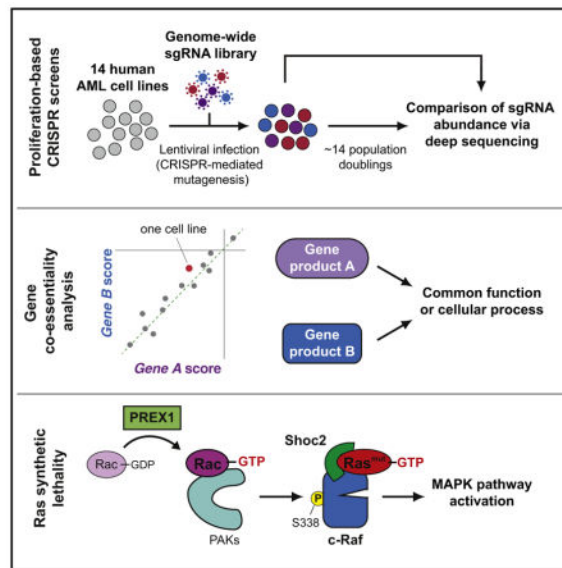 Proliferation-based
CRISPR screens
14 human
AML cell lines
Genome-wide
sgRNA library
Lentiviral infection
(CRISPR-mediated
mutagenesis)
~14 population
doublings
Comparison of sgRNA
abundance via
deep sequencing
Gene
co-essentiality
analysis
one cell line
Gene B score
Gene A score
Gene
product A
Gene
product B
Common function
or cellular process
Ras synthetic
lethality
PREX1
Rac
GDP
Rac
GTP
PAKs
Shoc2
Ras mut
GTP
P
S338
c-Raf
MAPK pathway
activation